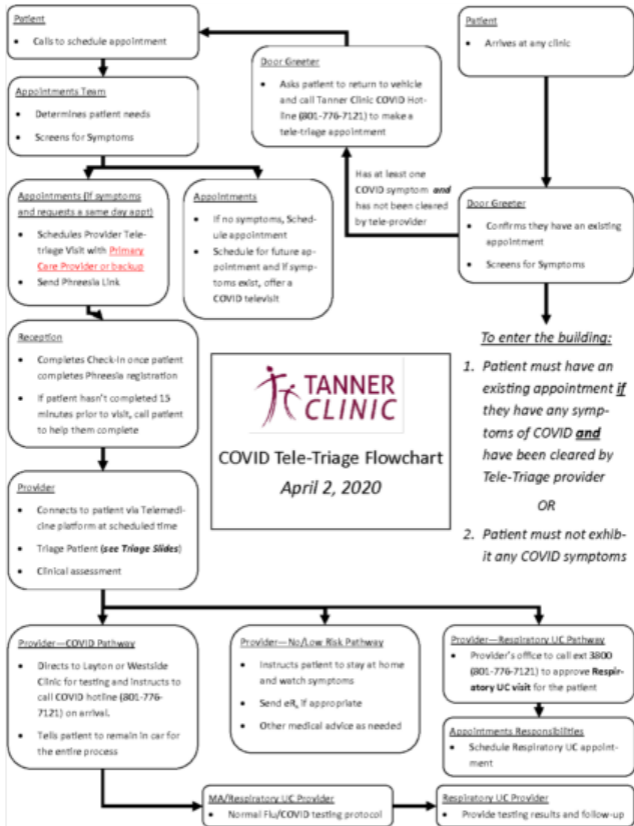 Patient
• Calls to schedule appointment
Appointments Team
• Determines patient needs
• Screens for Symptoms
Appointments (If symptoms
and requests a same day appt)
• Schedules Provider Tele-
triage Visit with Primary
Care Provider or backup
• Send Phreesia Link
Appointments
• If no symptoms, Sched-
ule appointment
• Schedule for future ap-
pointment and if symp-
toms exist, offer a
COVID televisit
Door Greeter
• Asks patient to return to vehicle
and call Tanner Clinic COVID Hot-
line (801-776-7121) to make a
tele-triage appointment
Has at least one
COVID symptom and
has not been cleared
by tele-provider
Patient
• Arrives at any clinic
Door Greeter
• Confirms they have an existing
appointment
• Screens for Symptoms
To enter the building:
1. Patient must have an
existing appointment if
they have any symp-
toms of COVID and
have been cleared by
Tele-Triage provider
OR
2. Patient must not exhib-
it any COVID symptoms
TANNER
CLINIC
COVID Tele-Triage Flowchart
April 2, 2020
Reception
• Completes Check-In once patient
completes Phreesia registration
• If patient hasn't completed 15
minutes prior to visit, call patient
to help them complete
Provider
• Connects to patient via Telemed-
icine platform at scheduled time
• Triage Patient (see Triage Slides)
• Clinical assessment
Provider—COVID Pathway
• Directs to Layton or Westside
Clinic for testing and instructs to
call COVID hotline (801-776-
7121) on arrival.
• Tells patient to remain in car for
the entire process
Provider—No/Low Risk Pathway
• Instructs patient to stay at home
and watch symptoms
• Send eR, if appropriate
• Other medical advice as needed
Provider—Respiratory UC Pathway
• Provider's office to call ext 3800
(801-776-7121) to approve Respir-
atory UC visit for the patient
Appointments Responsibilities
• Schedule Respiratory UC appoint-
ment
MA/Respiratory UC Provider
• Normal Flu/COVID testing protocol
Respiratory UC Provider
• Provide testing results and follow-up